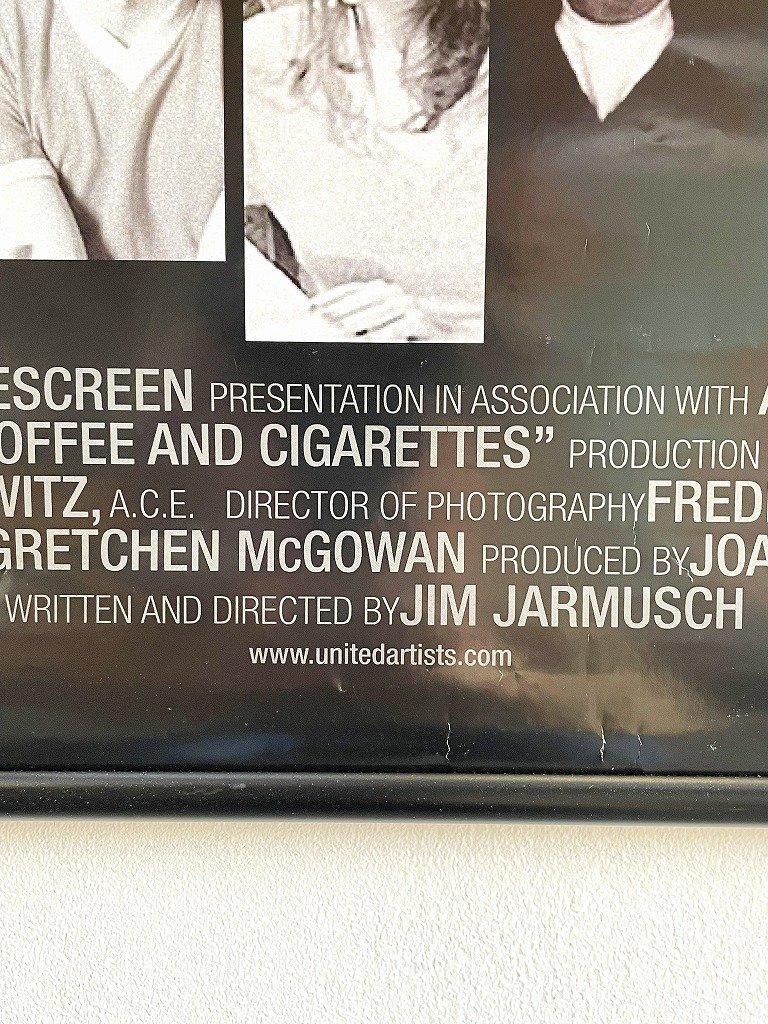 ESCREEN PRESENTATION IN ASSOCIATION WITH A
OFFEE AND CIGARETTES” PRODUCTION
WITZ, A.C.E. DIRECTOR OF PHOTOGRAPHY FRED
GRETCHEN McGOWAN PRODUCED BY JOA
WRITTEN AND DIRECTED BY JIM JARMUSCH
www.unitedartists.com